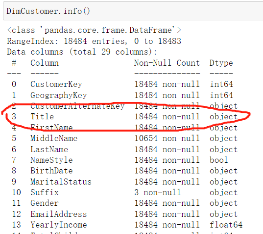 DimCustomer.info()
<class 'pandas.core.frame.DataFrame'>
RangeIndex: 18484 entries, 0 to 18483
Data columns (total 29 columns):
# Column Non-Null Count Dtype
--- ------ -------------- -----
0 CustomerKey 18484 non-null int64
1 GeographyKey 18484 non-null int64
2 CustomerAlternateKey 18484 non-null object
3 Title 18484 non-null object
4 FirstName 18484 non-null object
5 MiddleName 10654 non-null object
6 LastName 18484 non-null object
7 NameStyle 18484 non-null bool
8 BirthDate 18484 non-null object
9 MaritalStatus 18484 non-null object
10 Suffix 3 non-null object
11 Gender 18484 non-null object
12 EmailAddress 18484 non-null object
13 YearlyIncome 18484 non-null float64